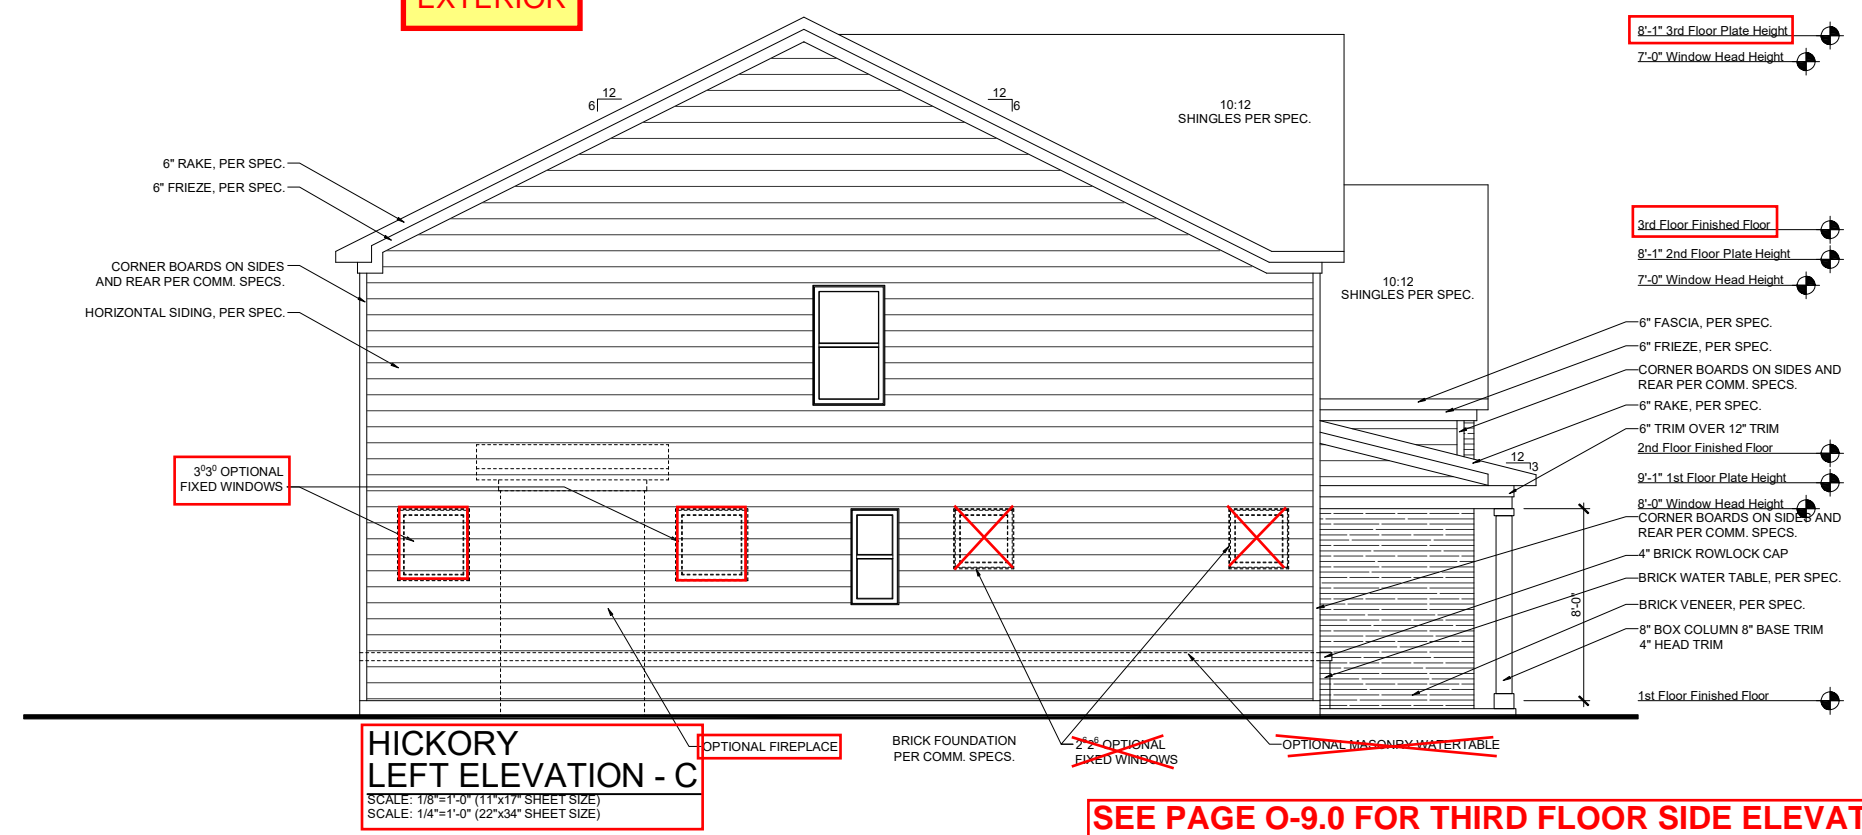 EXTERIOR
8'-1" 3rd Floor Plate Height
7'-0" Window Head Height
12
6
12
6
10:12
SHINGLES PER SPEC.
6" RAKE, PER SPEC.
6" FRIEZE, PER SPEC.
3rd Floor Finished Floor
8'-1" 2nd Floor Plate Height
7'-0" Window Head Height
CORNER BOARDS ON SIDES
AND REAR PER COMM. SPECS.
HORIZONTAL SIDING, PER SPEC.
10:12
SHINGLES PER SPEC.
6" FASCIA, PER SPEC.
6" FRIEZE, PER SPEC.
CORNER BOARDS ON SIDES AND
REAR PER COMM. SPECS.
6" RAKE, PER SPEC.
6" TRIM OVER 12" TRIM
2nd Floor Finished Floor
12
3
9'-1" 1st Floor Plate Height
8'-0" Window Head Height
CORNER BOARDS ON SIDES AND
REAR PER COMM. SPECS.
3⁰3⁰ OPTIONAL
FIXED WINDOWS
4" BRICK ROWLOCK CAP
BRICK WATER TABLE, PER SPEC.
BRICK VENEER, PER SPEC.
8'-0"
8" BOX COLUMN 8" BASE TRIM
4" HEAD TRIM
1st Floor Finished Floor
HICKORY
LEFT ELEVATION - C
SCALE: 1/8"=1'-0" (11"x17" SHEET SIZE)
SCALE: 1/4"=1'-0" (22"x34" SHEET SIZE)
OPTIONAL FIREPLACE
BRICK FOUNDATION
PER COMM. SPECS.
2⁶2⁶ OPTIONAL
FIXED WINDOWS
OPTIONAL MASONRY WATERTABLE
SEE PAGE O-9.0 FOR THIRD FLOOR SIDE ELEVAT